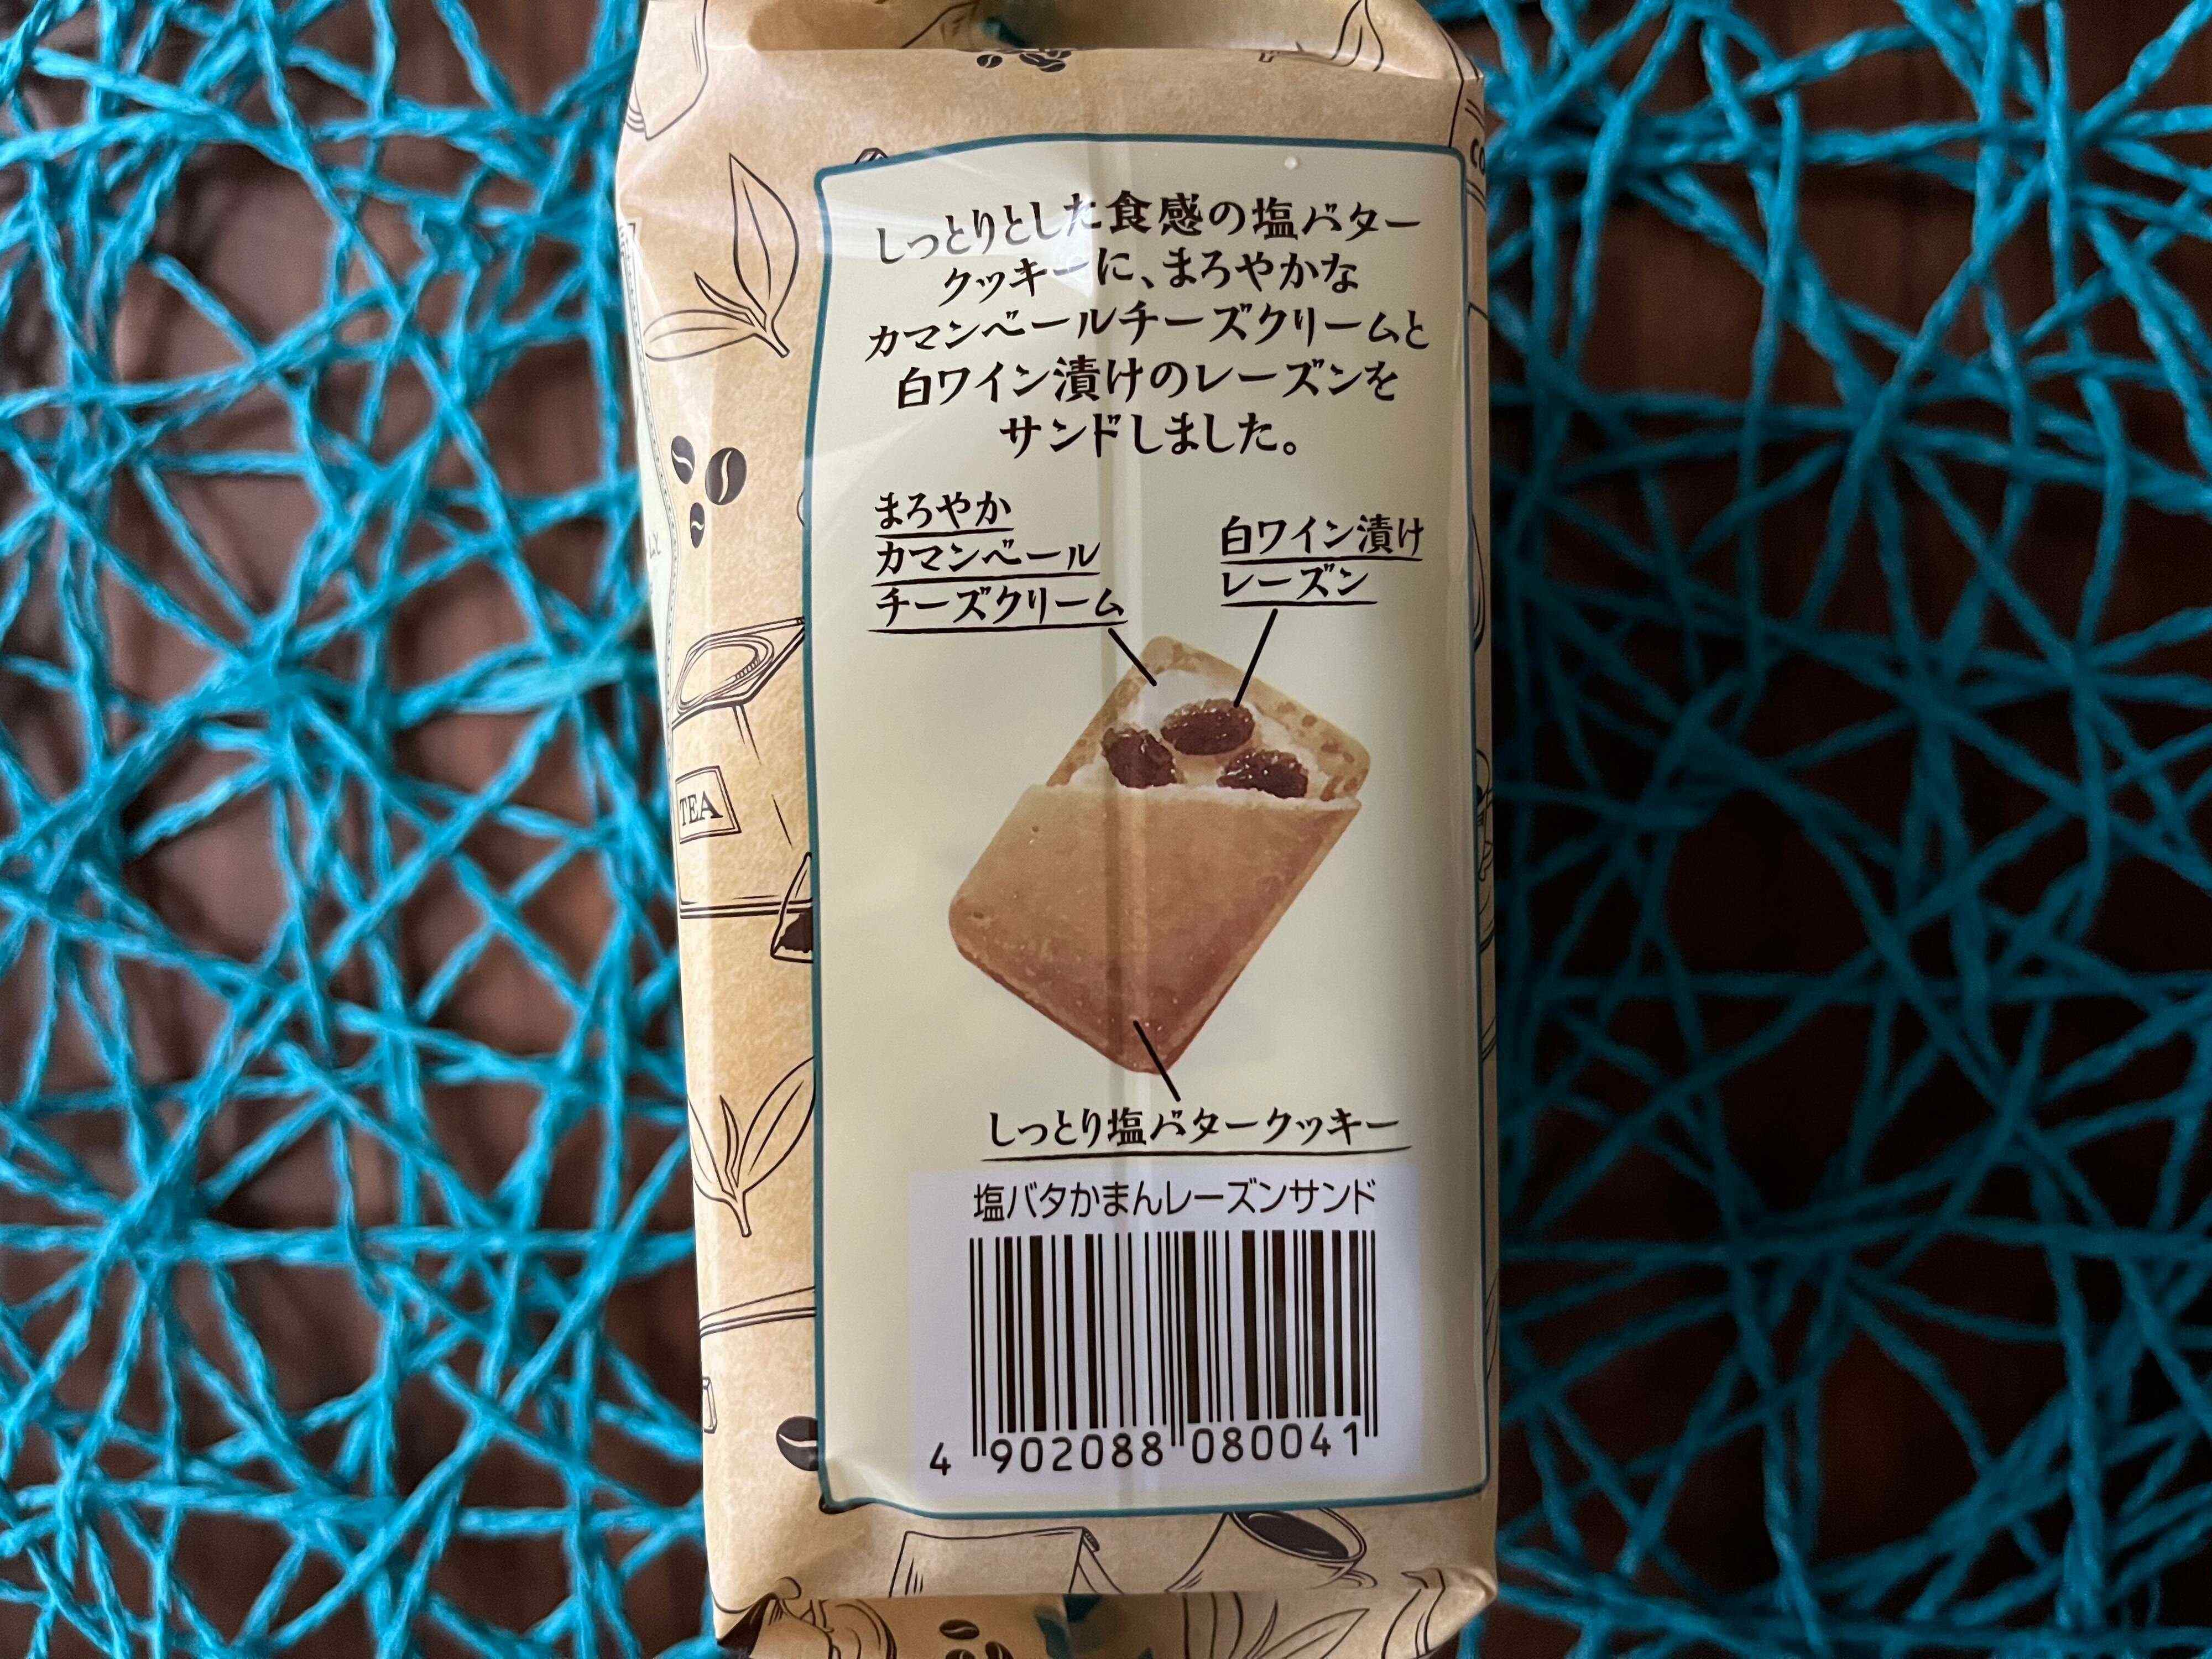 しっとりとした食感の塩バター
クッキーに、まろやかな
カマンベールチーズクリームと
白ワイン漬けのレーズンを
サンドしました。
まろやか
カマンベール
チーズクリーム
白ワイン漬け
レーズン
TEA
しっとり塩バタークッキー
塩バタかまんレーズンサンド
4 902088 080041